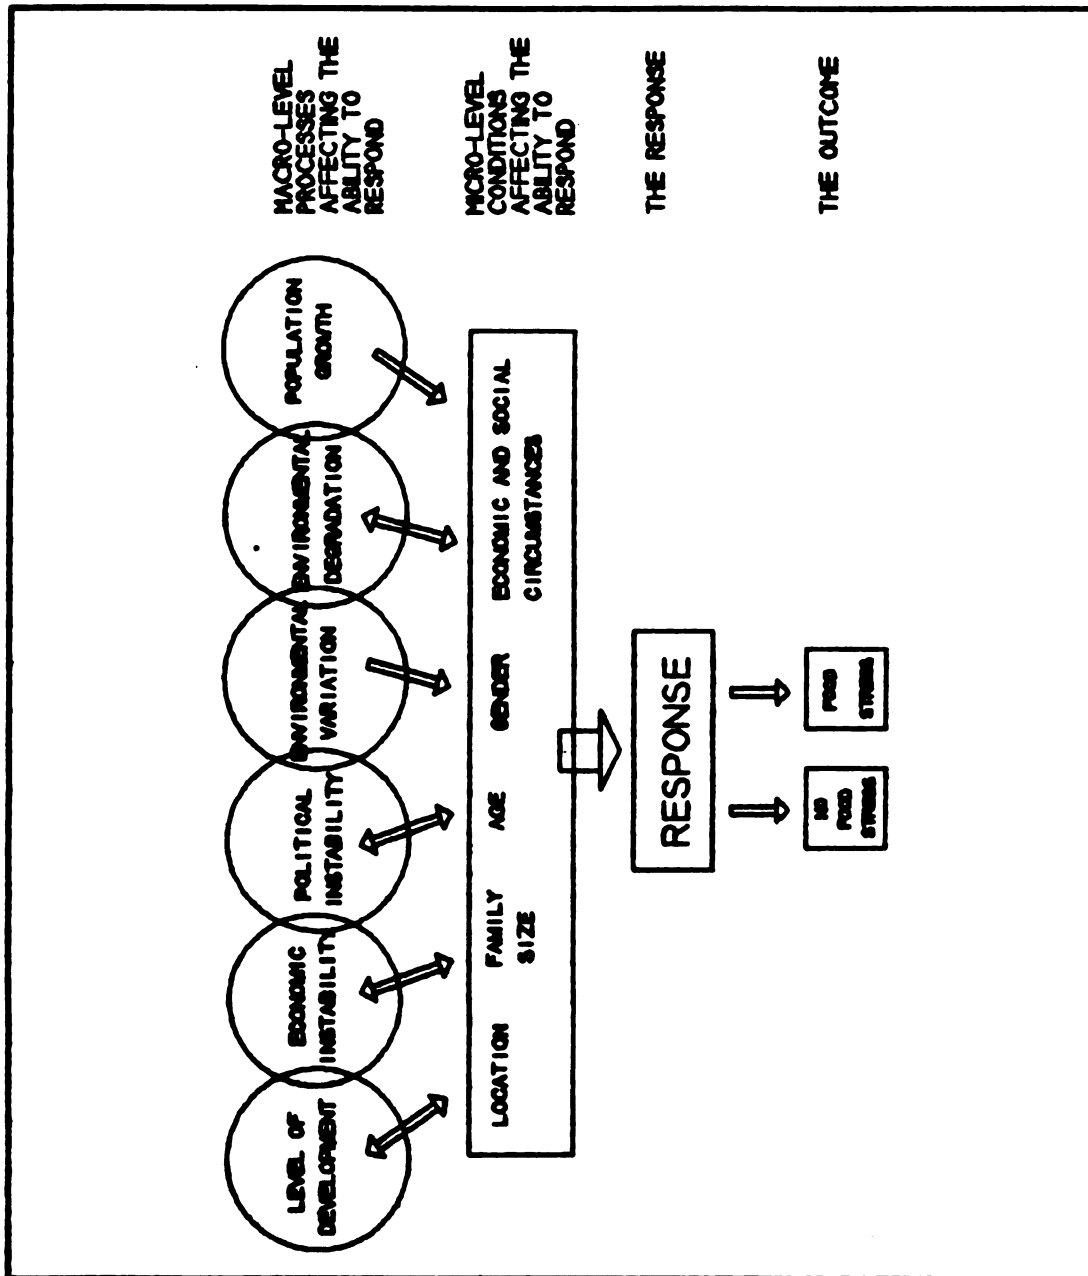 LEVEL OF
DEVELOPMENT
ECONOMIC
INSTABILITY
POLITICAL
INSTABILITY
ENVIRONMENTAL
VARIATION
ENVIRONMENTAL
DEGRADATION
POPULATION
GROWTH
MACRO-LEVEL
PROCESSES
AFFECTING THE
ABILITY TO
RESPOND
LOCATION
FAMILY
SIZE
AGE
GENDER
ECONOMIC AND SOCIAL
CIRCUMSTANCES
MICRO-LEVEL
CONDITIONS
AFFECTING THE
ABILITY TO
RESPOND
RESPONSE
THE RESPONSE
NO
FOOD
STRESS
FOOD
STRESS
THE OUTCOME